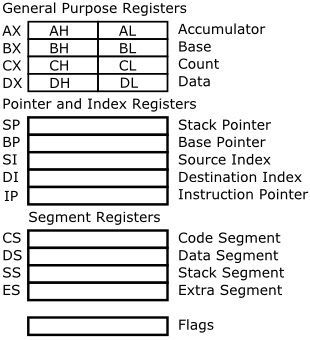 General Purpose Registers
AX AH AL Accumulator
BX BH BL Base
CX CH CL Count
DX DH DL Data
Pointer and Index Registers
SP Stack Pointer
BP Base Pointer
SI Source Index
DI Destination Index
IP Instruction Pointer
Segment Registers
CS Code Segment
DS Data Segment
SS Stack Segment
ES Extra Segment
Flags